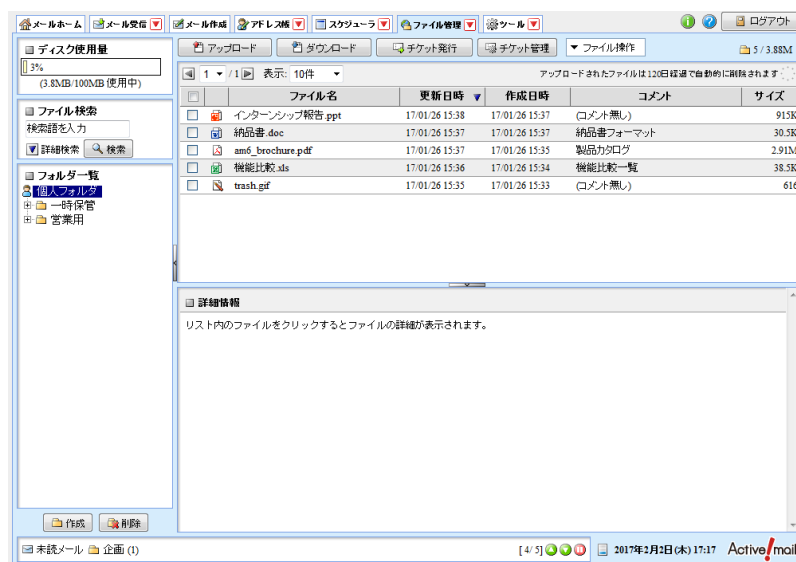 メールホーム メール受信 メール作成 アドレス帳 スケジューラ ファイル管理 ツール ログアウト
ディスク使用量
3%
(3.8MB/100MB使用中)
ファイル検索
検索語を入力
詳細検索 検索
フォルダ一覧
個人フォルダ
一時保管
営業用
作成 削除
アップロード ダウンロード チケット発行 チケット管理 ▼ ファイル操作 5 / 3.88M
1 / 1 表示: 10件 アップロードされたファイルは120日経過で自動的に削除されます
ファイル名 更新日時 作成日時 コメント サイズ
インターンシップ報告.ppt 17/01/26 15:38 17/01/26 15:37 (コメント無し) 915K
納品書.doc 17/01/26 15:37 17/01/26 15:37 納品書フォーマット 30.5K
am6_brochure.pdf 17/01/26 15:37 17/01/26 15:35 製品カタログ 2.91M
機能比較.xls 17/01/26 15:36 17/01/26 15:34 機能比較一覧 38.5K
trash.gif 17/01/26 15:35 17/01/26 15:33 (コメント無し) 616
詳細情報
リスト内のファイルをクリックするとファイルの詳細が表示されます。
未読メール 企画 (1) [ 4/ 5] 2017年2月2日(木) 17:17 Active!mail